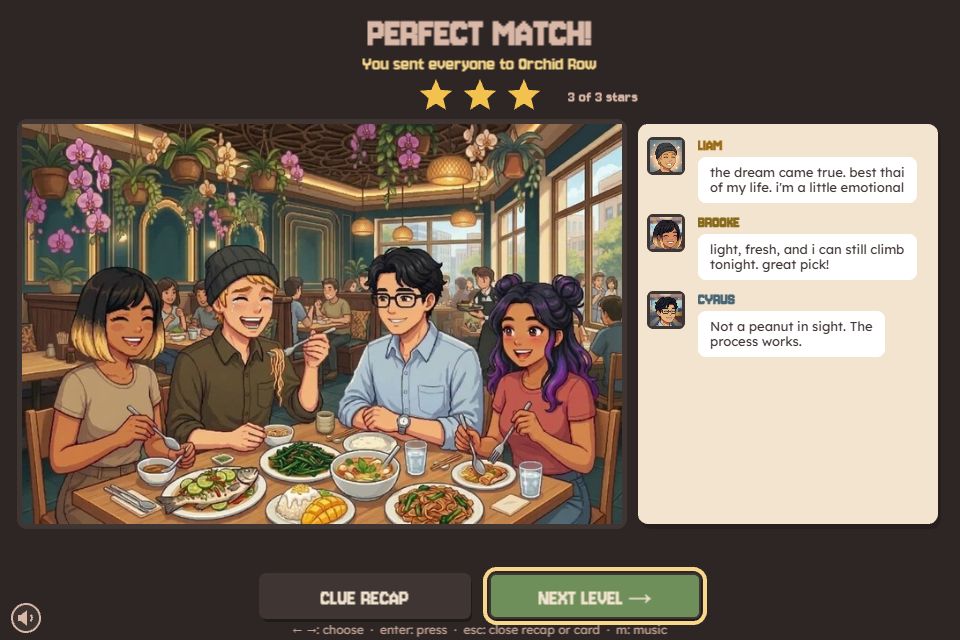 PERFECT MATCH!
You sent everyone to Orchid Row
3 of 3 stars
LIAM
the dream came true. best thai
of my life. i'm a little emotional
BROOKE
light, fresh, and i can still climb
tonight. great pick!
CYRUS
Not a peanut in sight. The
process works.
CLUE RECAP
NEXT LEVEL →
← →: choose · enter: press · esc: close recap or card · m: music